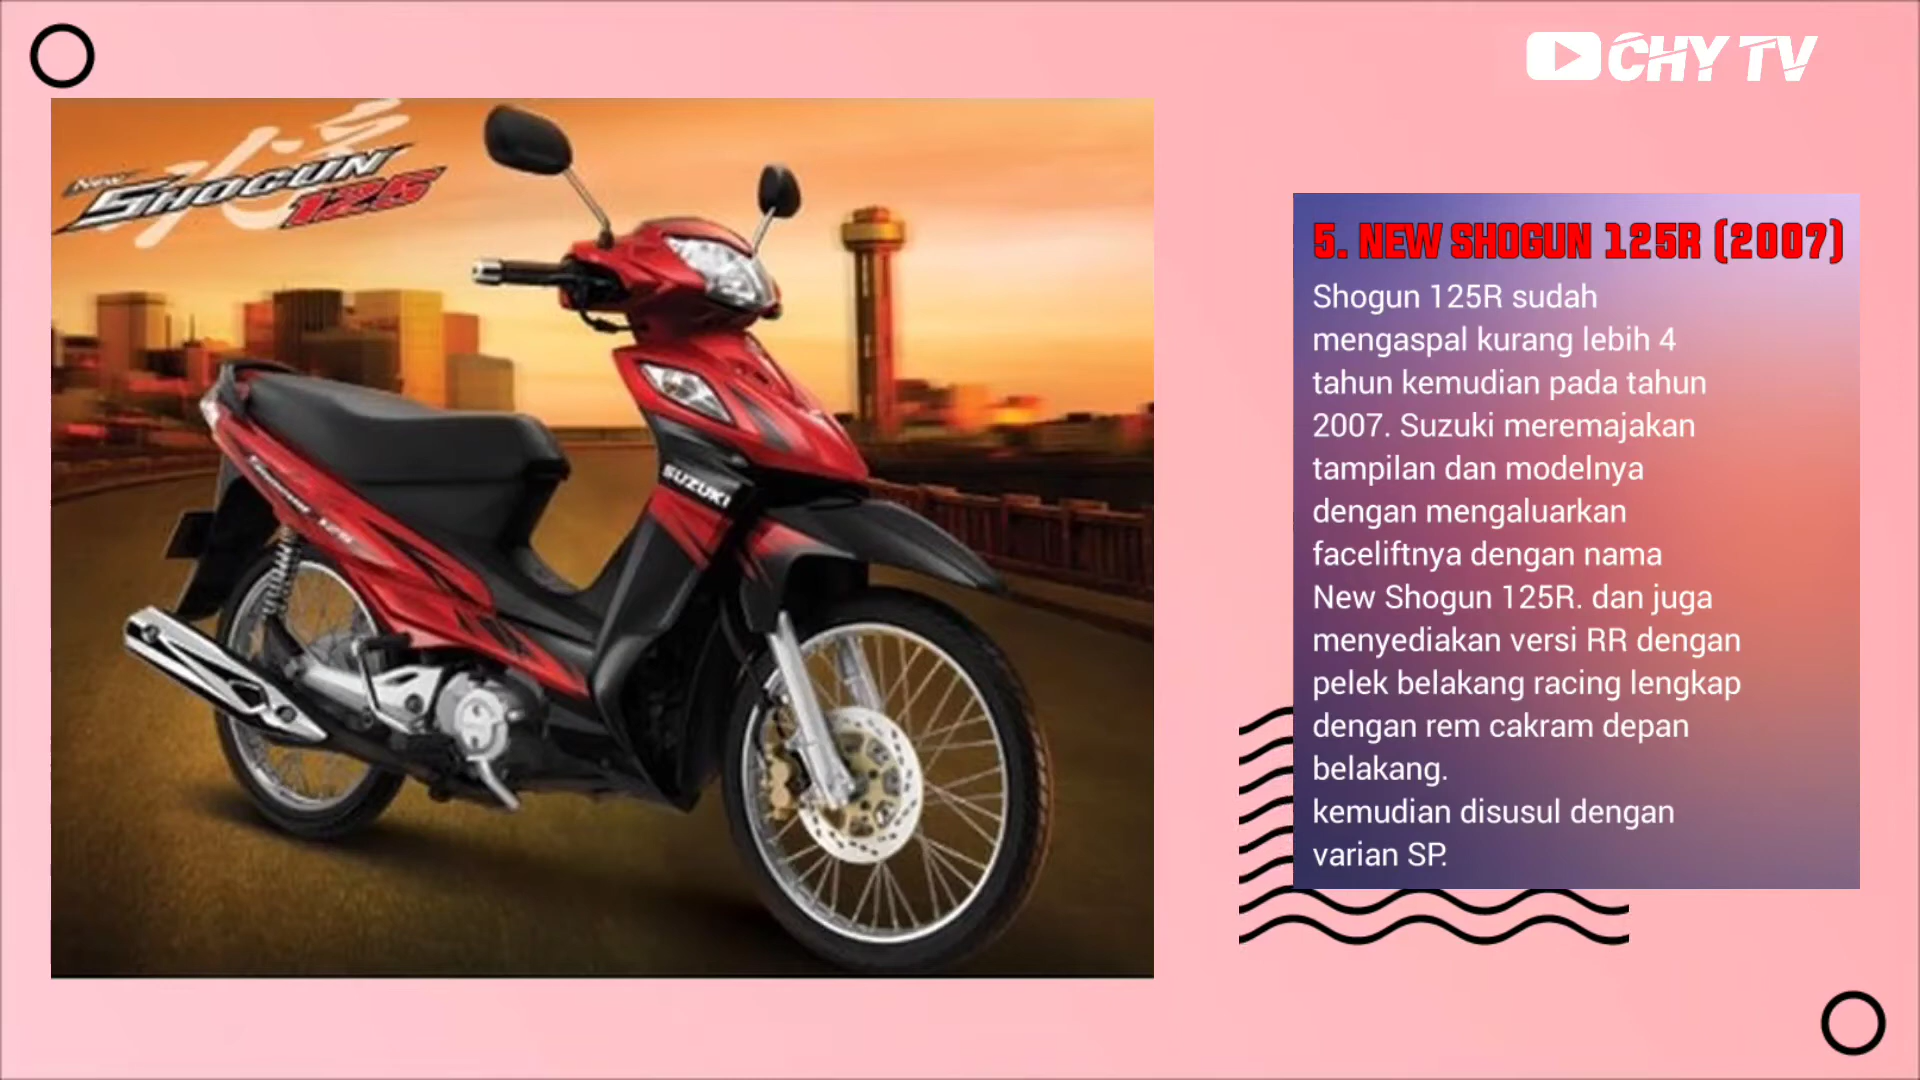 CHY TV
New
SHOGUN
125
SUZUKI
5. NEW SHOGUN 125R (2007)
Shogun 125R sudah
mengaspal kurang lebih 4
tahun kemudian pada tahun
2007. Suzuki meremajakan
tampilan dan modelnya
dengan mengaluarkan
faceliftnya dengan nama
New Shogun 125R. dan juga
menyediakan versi RR dengan
pelek belakang racing lengkap
dengan rem cakram depan
belakang.
kemudian disusul dengan
varian SP.